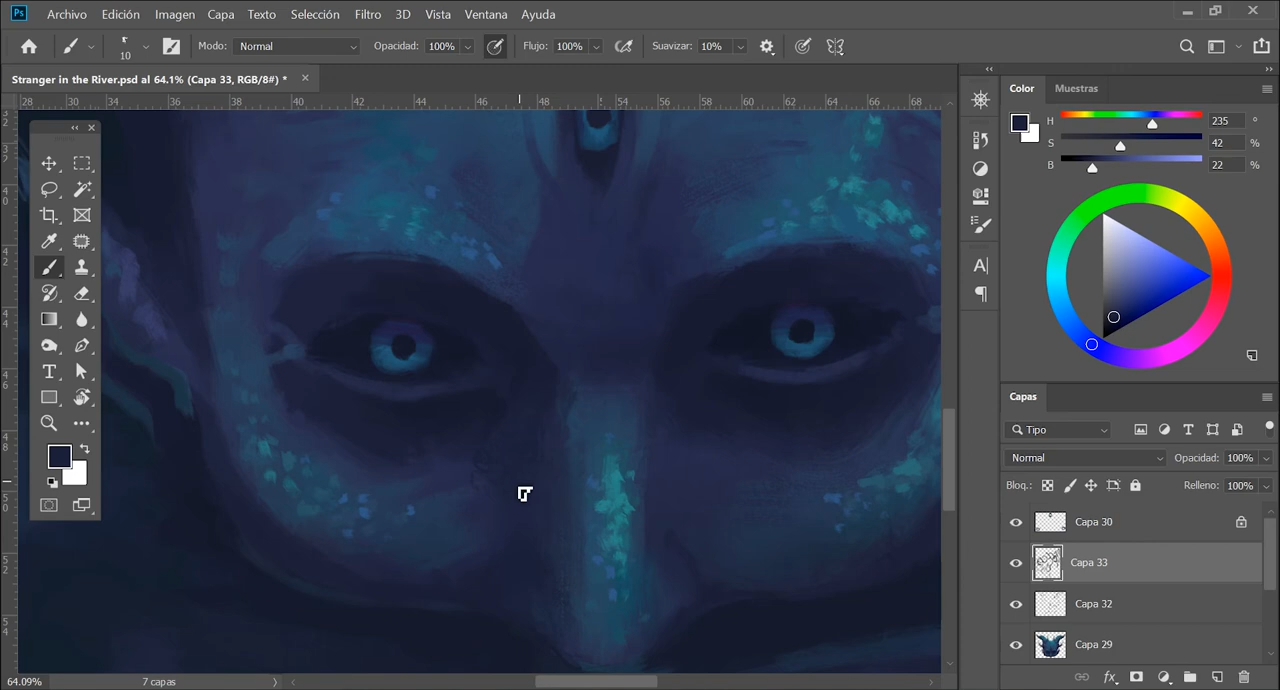 Ps Archivo Edición Imagen Capa Texto Selección Filtro 3D Vista Ventana Ayuda
10 Modo: Normal Opacidad: 100% Flujo: 100% Suavizar: 10%
Stranger in the River.psd al 64.1% (Capa 33, RGB/8#) *
28 30 34 36 38 40 42 44 46 48 54 56 58 60 62 64 66 68
Color Muestras
H 235 °
S 42 %
B 22 %
Capas
Tipo
Normal Opacidad: 100%
Bloq.: Relleno: 100%
Capa 30
Capa 33
Capa 32
Capa 29
64.09% 7 capas